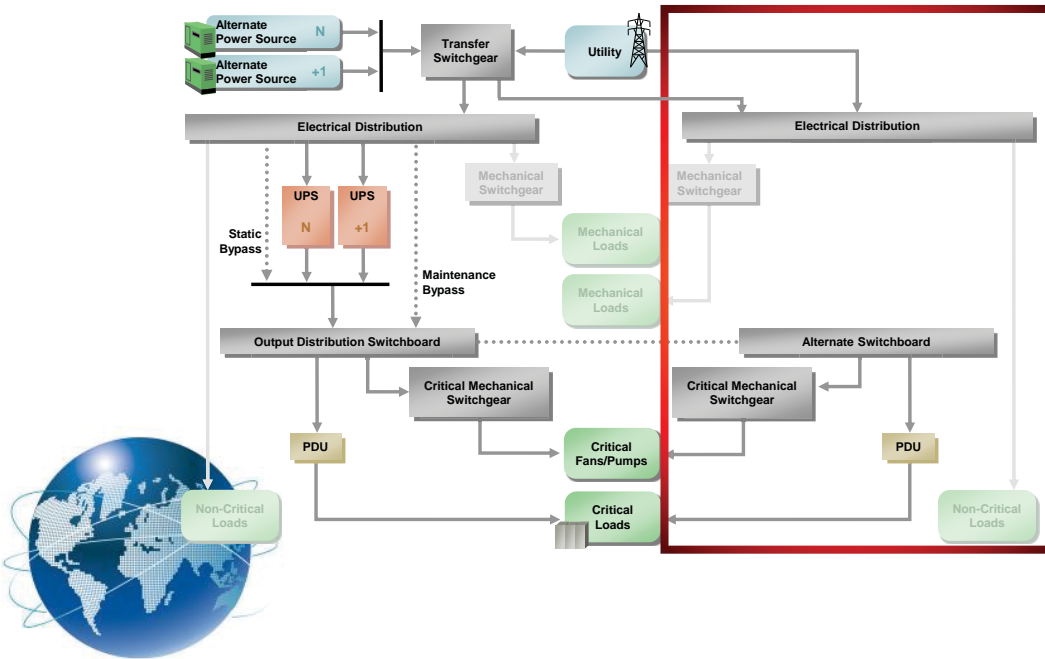 Alternate
Power Source
N
Alternate
Power Source
+1
Transfer
Switchgear
Utility
Electrical Distribution
Electrical Distribution
UPS
N
UPS
+1
Mechanical
Switchgear
Mechanical
Switchgear
Static
Bypass
Mechanical
Loads
Maintenance
Bypass
Mechanical
Loads
Output Distribution Switchboard
Alternate Switchboard
Critical Mechanical
Switchgear
Critical Mechanical
Switchgear
PDU
Critical
Fans/Pumps
PDU
Non-Critical
Loads
Critical
Loads
Non-Critical
Loads